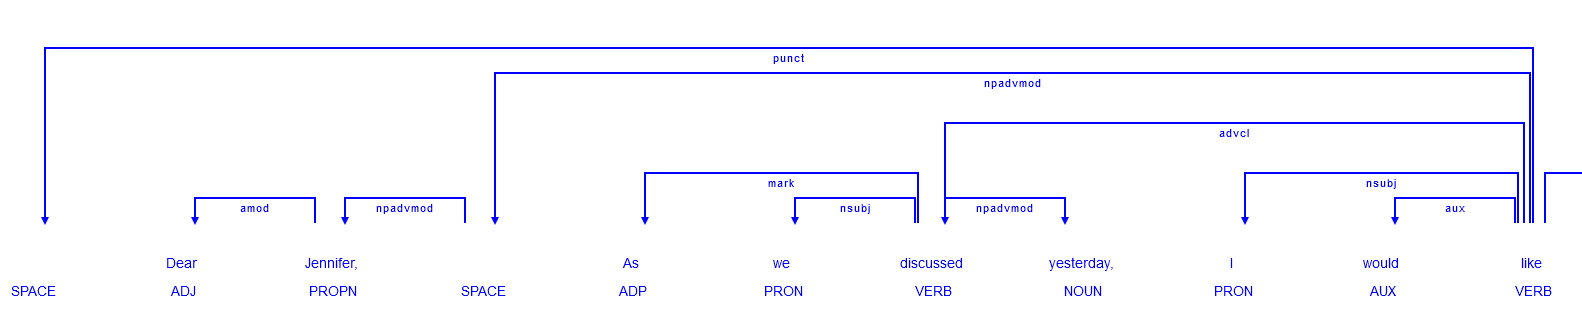 punct
npadvmod
advcl
mark nsubj
amod npadvmod nsubj npadvmod aux
Dear Jennifer, As we discussed yesterday, I would like
SPACE ADJ PROPN SPACE ADP PRON VERB NOUN PRON AUX VERB